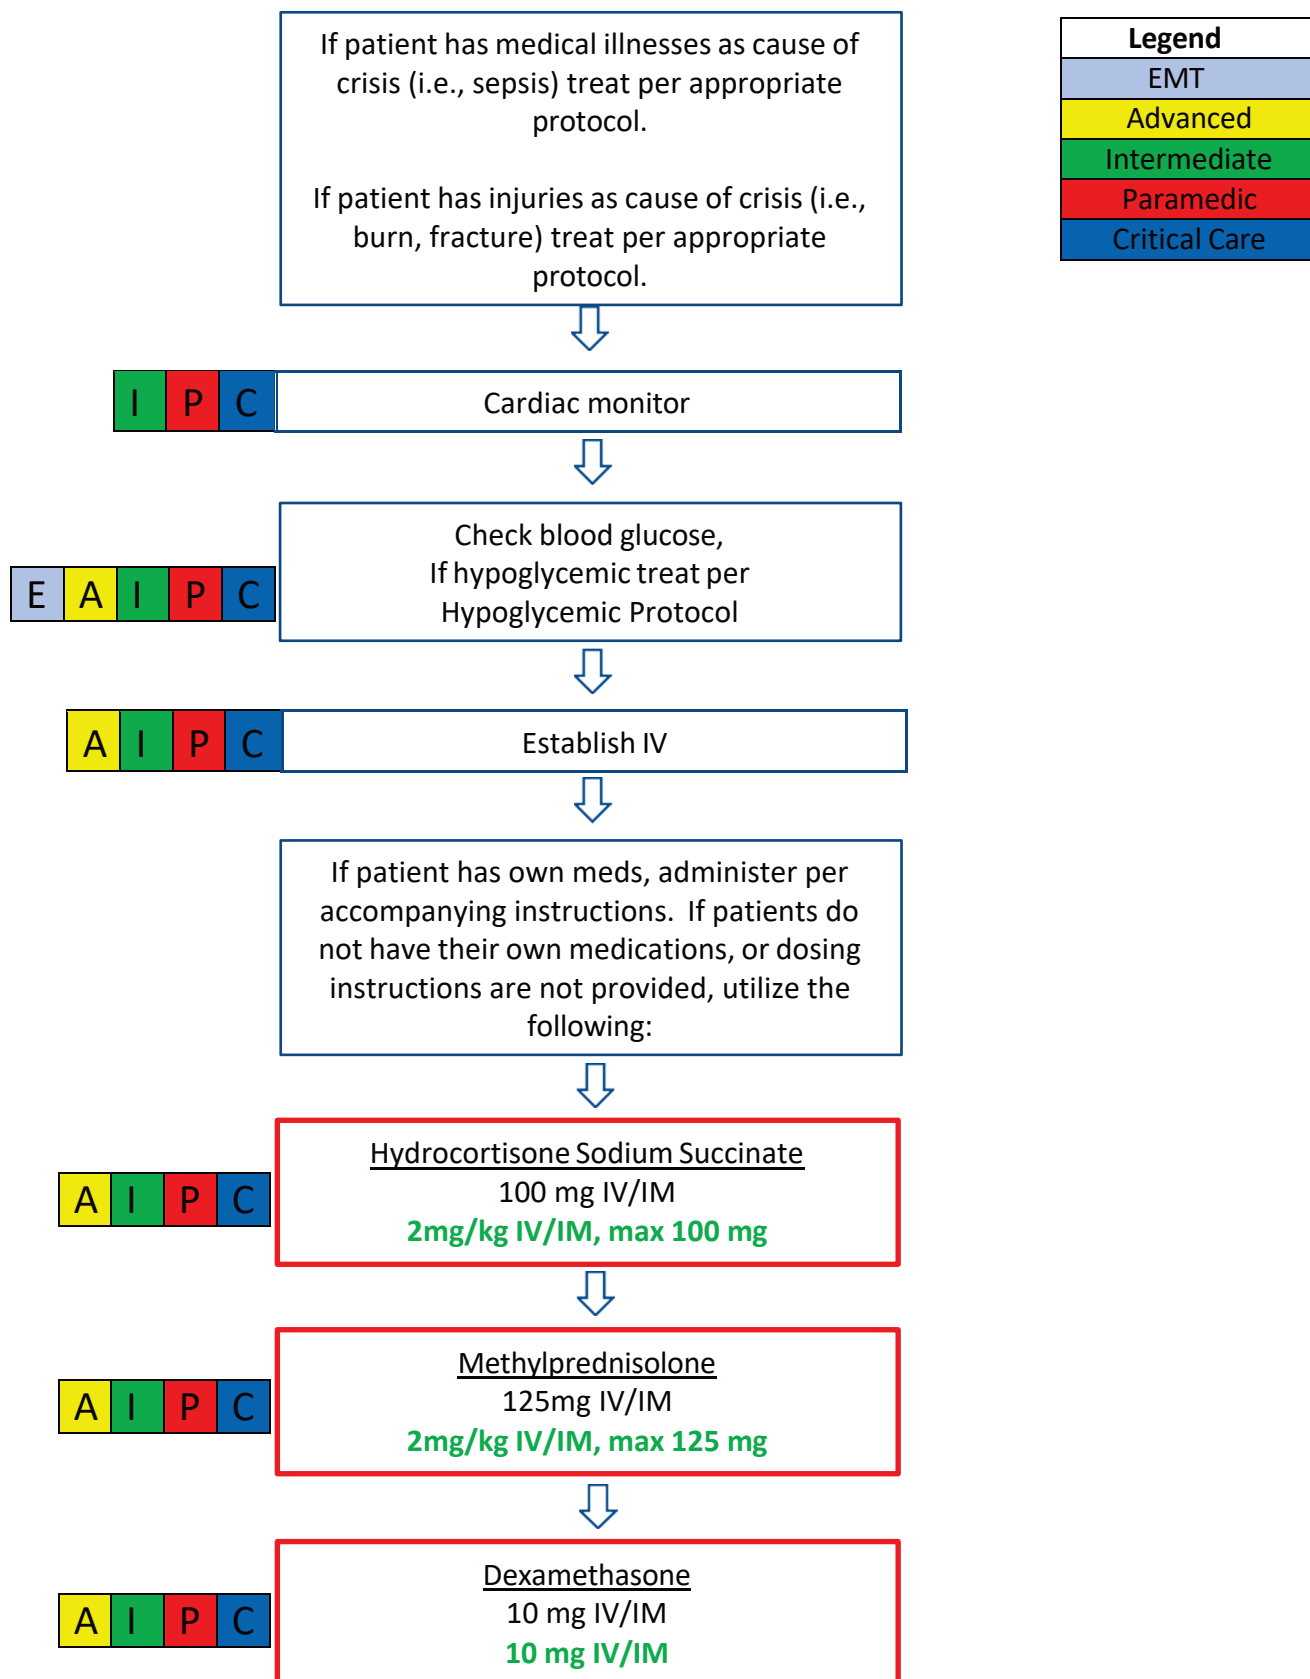 If patient has medical illnesses as cause of
crisis (i.e., sepsis) treat per appropriate
protocol.
If patient has injuries as cause of crisis (i.e.,
burn, fracture) treat per appropriate
protocol.
Legend
EMT
Advanced
Intermediate
Paramedic
Critical Care
I P C
Cardiac monitor
E A I P C
Check blood glucose,
If hypoglycemic treat per
Hypoglycemic Protocol
A I P C
Establish IV
If patient has own meds, administer per
accompanying instructions. If patients do
not have their own medications, or dosing
instructions are not provided, utilize the
following:
A I P C
Hydrocortisone Sodium Succinate
100 mg IV/IM
2mg/kg IV/IM, max 100 mg
A I P C
Methylprednisolone
125mg IV/IM
2mg/kg IV/IM, max 125 mg
A I P C
Dexamethasone
10 mg IV/IM
10 mg IV/IM